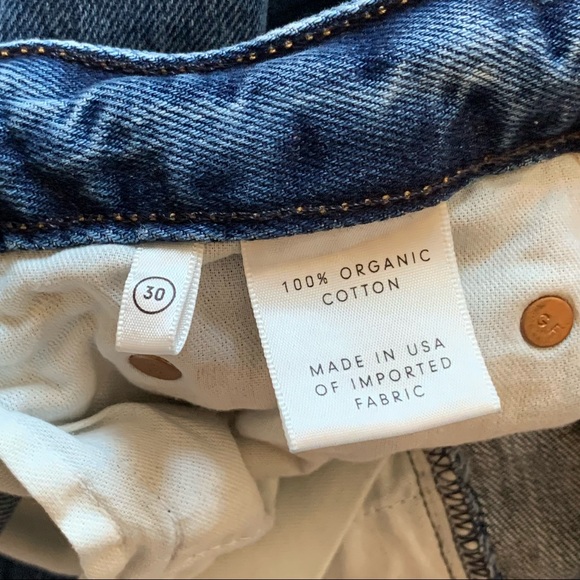 30
100% ORGANIC
COTTON
MADE IN USA
OF IMPORTED
FABRIC